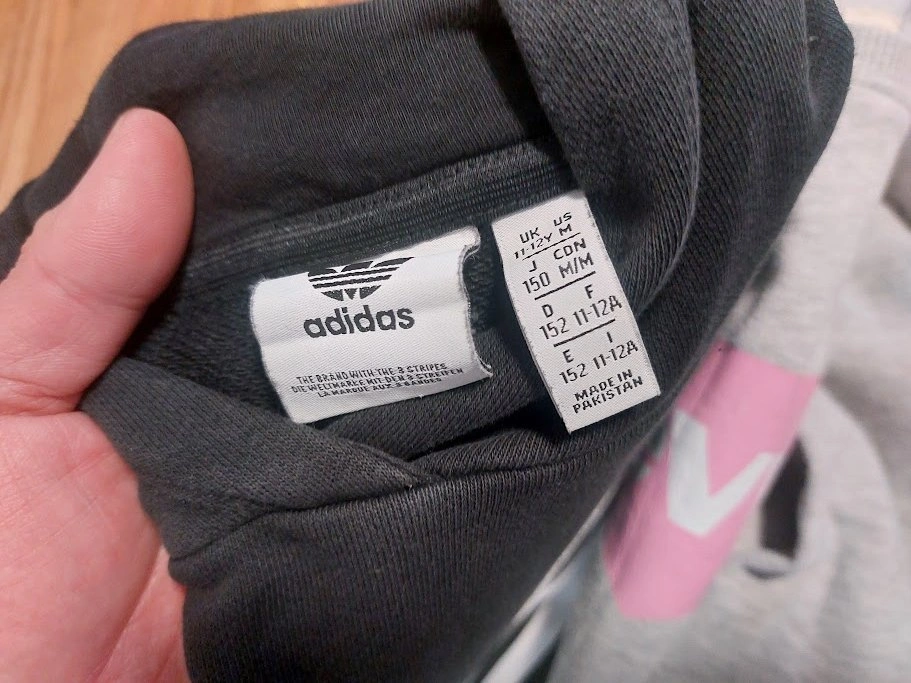 adidas
THE BRAND WITH THE 3 STRIPES
DIE WELTMARKE MIT DEN 3 STREIFEN
LA MARQUE AUX 3 BANDES
UK US
11-12Y M
J CDN
150 M/M
D F
152 11-12A
E I
152 11-12A
MADE IN
PAKISTAN
V